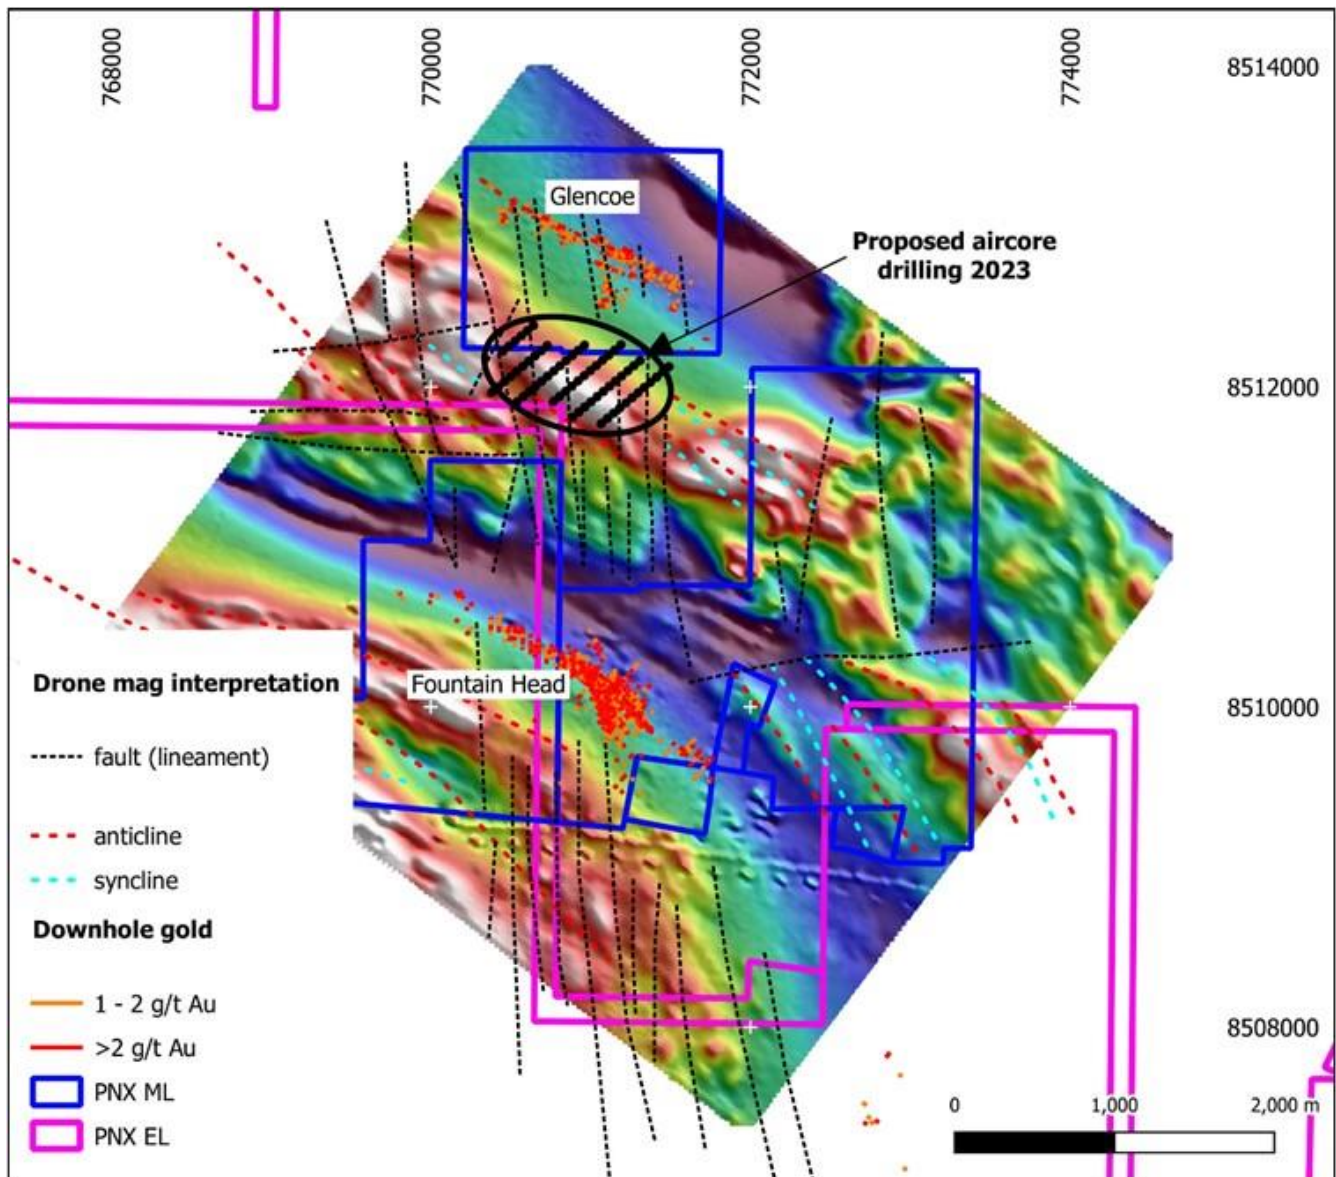 768000
770000
772000
774000
8514000
Glencoe
Proposed aircore
drilling 2023
8512000
Drone mag interpretation
Fountain Head
8510000
fault (lineament)
anticline
syncline
Downhole gold
1 - 2 g/t Au
>2 g/t Au
8508000
PNX ML
PNX EL
0
1,000
2,000 m